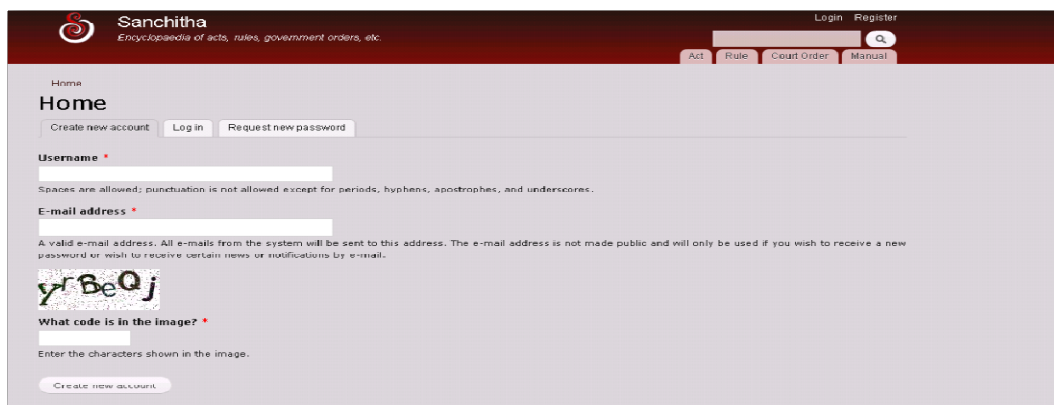 Sanchitha
Encyclopaedia of acts, rules, government orders, etc.
Login Register
Act Rule Court Order Manual
Home
Home
Create new account Log in Request new password
Username *
Spaces are allowed; punctuation is not allowed except for periods, hyphens, apostrophes, and underscores.
E-mail address *
A valid e-mail address. All e-mails from the system will be sent to this address. The e-mail address is not made public and will only be used if you wish to receive a new
password or wish to receive certain news or notifications by e-mail.
yrBeQj
What code is in the image? *
Enter the characters shown in the image.
Create new account